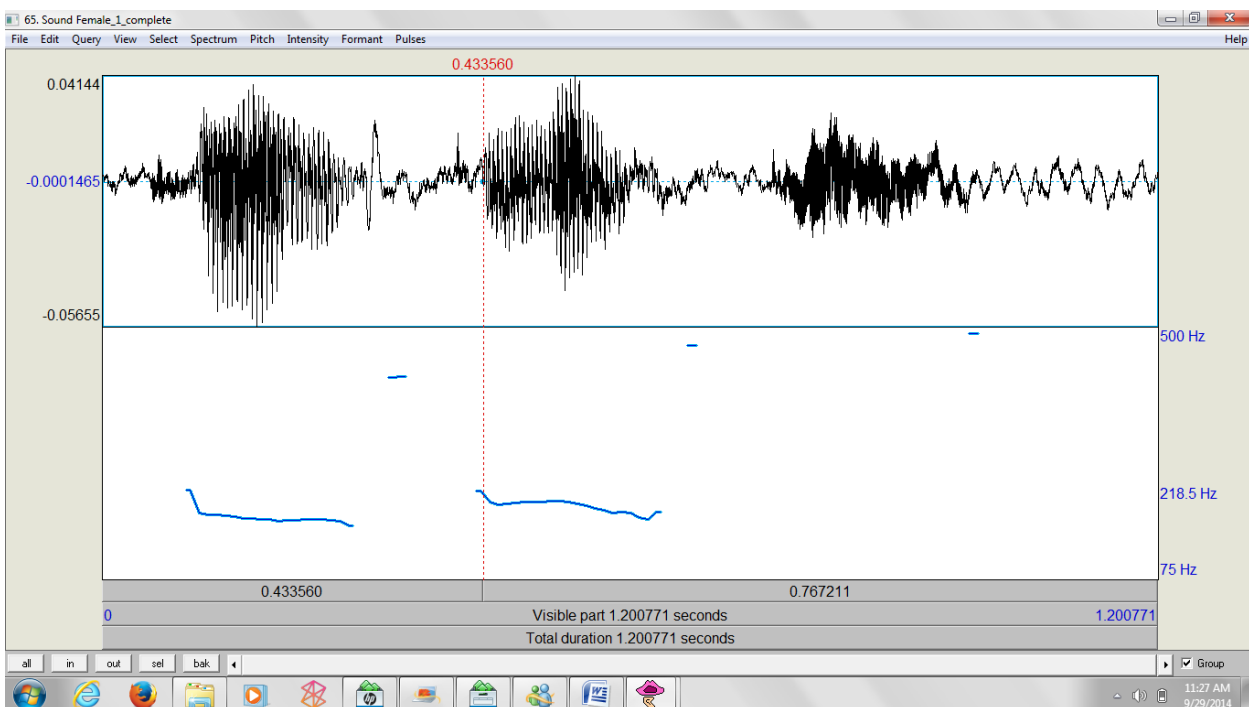 65. Sound Female_1_complete
File Edit Query View Select Spectrum Pitch Intensity Formant Pulses Help
0.433560
0.04144
-0.0001465
-0.05655
500 Hz
218.5 Hz
75 Hz
0.433560 0.767211
0 Visible part 1.200771 seconds 1.200771
Total duration 1.200771 seconds
all in out sel bak Group
hp W
11:27 AM
9/29/2014